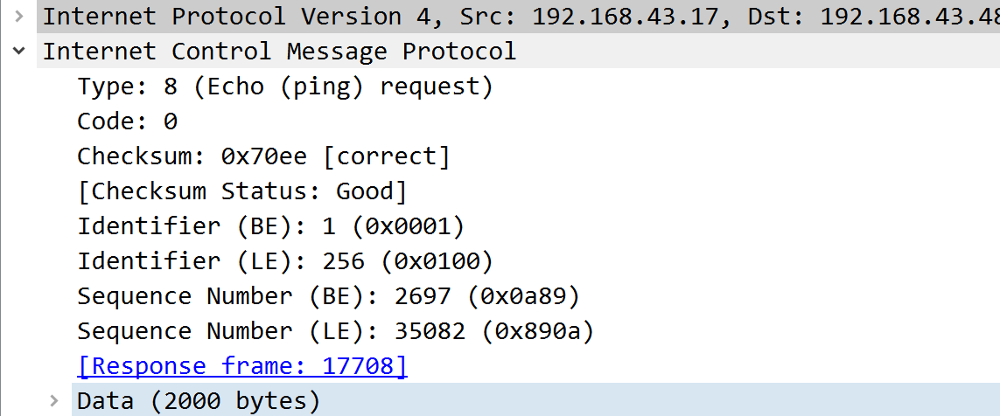 Internet Protocol Version 4, Src: 192.168.43.17, Dst: 192.168.43.48
Internet Control Message Protocol
Type: 8 (Echo (ping) request)
Code: 0
Checksum: 0x70ee [correct]
[Checksum Status: Good]
Identifier (BE): 1 (0x0001)
Identifier (LE): 256 (0x0100)
Sequence Number (BE): 2697 (0x0a89)
Sequence Number (LE): 35082 (0x890a)
[Response frame: 17708]
Data (2000 bytes)